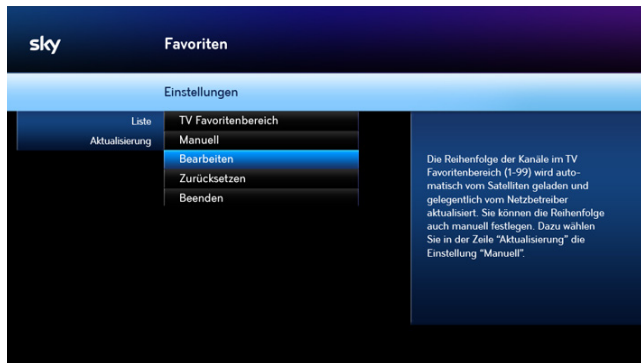 sky Favoriten
Einstellungen
Liste TV Favoritenbereich
Aktualisierung Manuell
Bearbeiten
Zurücksetzen
Beenden
Die Reihenfolge der Kanäle im TV
Favoritenbereich (1-99) wird auto-
matisch vom Satelliten geladen und
gelegentlich vom Netzbetreiber
aktualisiert. Sie können die Reihenfolge
auch manuell festlegen. Dazu wählen
Sie in der Zeile "Aktualisierung" die
Einstellung "Manuell".